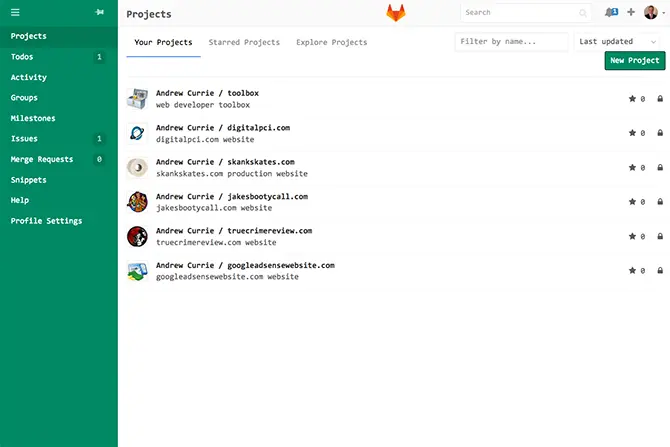 Projects
Search
1
Projects
Todos 1
Activity
Groups
Milestones
Issues 1
Merge Requests 0
Snippets
Help
Profile Settings
Your Projects Starred Projects Explore Projects
Filter by name...
Last updated
New Project
Andrew Currie / toolbox
web developer toolbox
0
Andrew Currie / digitalpci.com
digitalpci.com website
0
Andrew Currie / skankskates.com
skankskates.com production website
0
Andrew Currie / jakesbootycall.com
jakesbootycall.com website
0
Andrew Currie / truecrimereview.com
truecrimereview.com website
0
Andrew Currie / googleadsensewebsite.com
googleadsensewebsite.com website
0